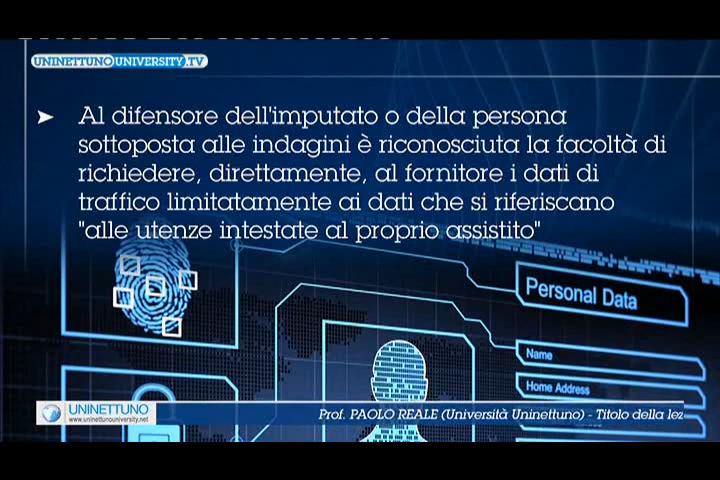 UNINETTUNOUNIVERSITY.TV
➤ Al difensore dell'imputato o della persona
sottoposta alle indagini è riconosciuta la facoltà di
richiedere, direttamente, al fornitore i dati di
traffico limitatamente ai dati che si riferiscano
"alle utenze intestate al proprio assistito"
Personal Data
Name
Home Address
UNINETTUNO
www.uninettunouniversity.net
Prof. PAOLO REALE (Università Uninettuno) - Titolo della lez